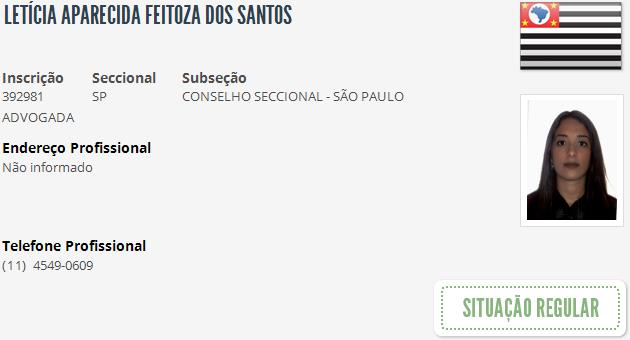 LETÍCIA APARECIDA FEITOZA DOS SANTOS
Inscrição Seccional Subseção
392981 SP CONSELHO SECCIONAL - SÃO PAULO
ADVOGADA
Endereço Profissional
Não informado
Telefone Profissional
(11) 4549-0609
SITUAÇÃO REGULAR